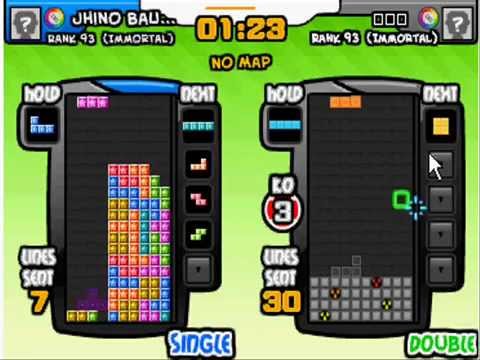 JHINO BAU...
RANK 93 (IMMORTAL)
01:23
□□□
RANK 93 (IMMORTAL)
NO MAP
HOLD
NEXT
HOLD
NEXT
KO
3
LINES
SENT
7
LINES
SENT
30
SINGLE
DOUBLE